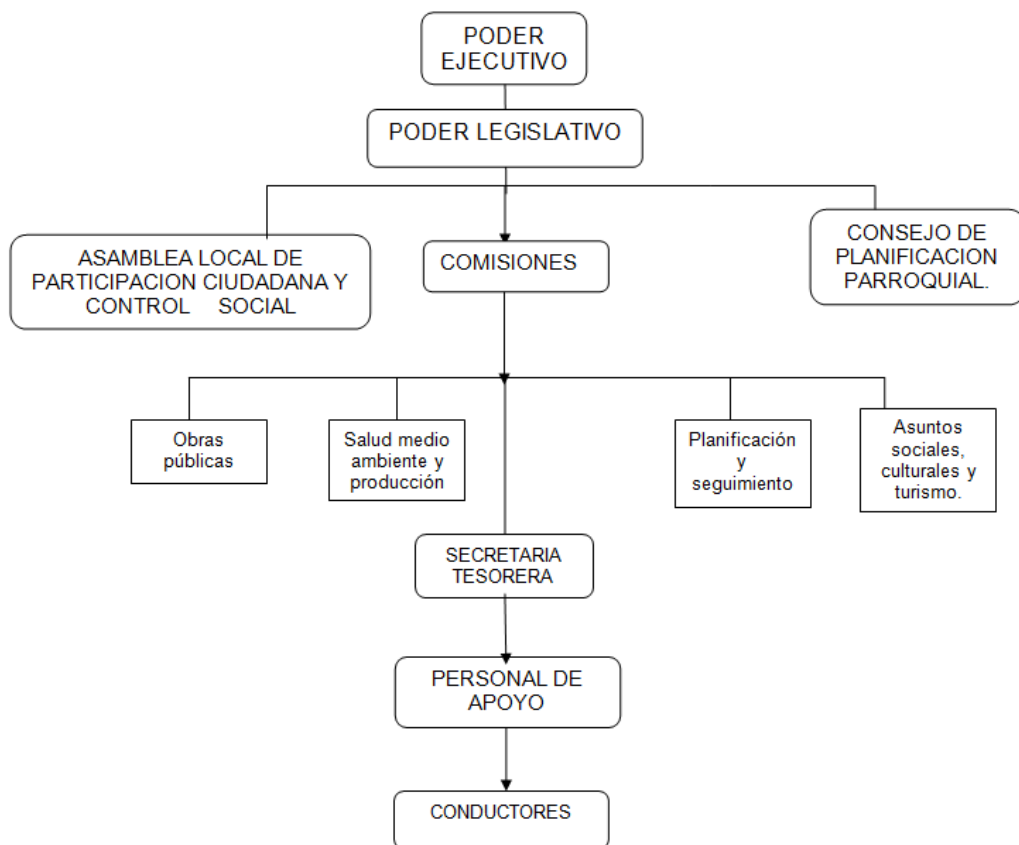 PODER
EJECUTIVO
PODER LEGISLATIVO
ASAMBLEA LOCAL DE
PARTICIPACION CIUDADANA Y
CONTROL SOCIAL
COMISIONES
CONSEJO DE
PLANIFICACION
PARROQUIAL.
Obras
públicas
Salud medio
ambiente y
producción
Planificación
y
seguimiento
Asuntos
sociales,
culturales y
turismo.
SECRETARIA
TESORERA
PERSONAL DE
APOYO
CONDUCTORES